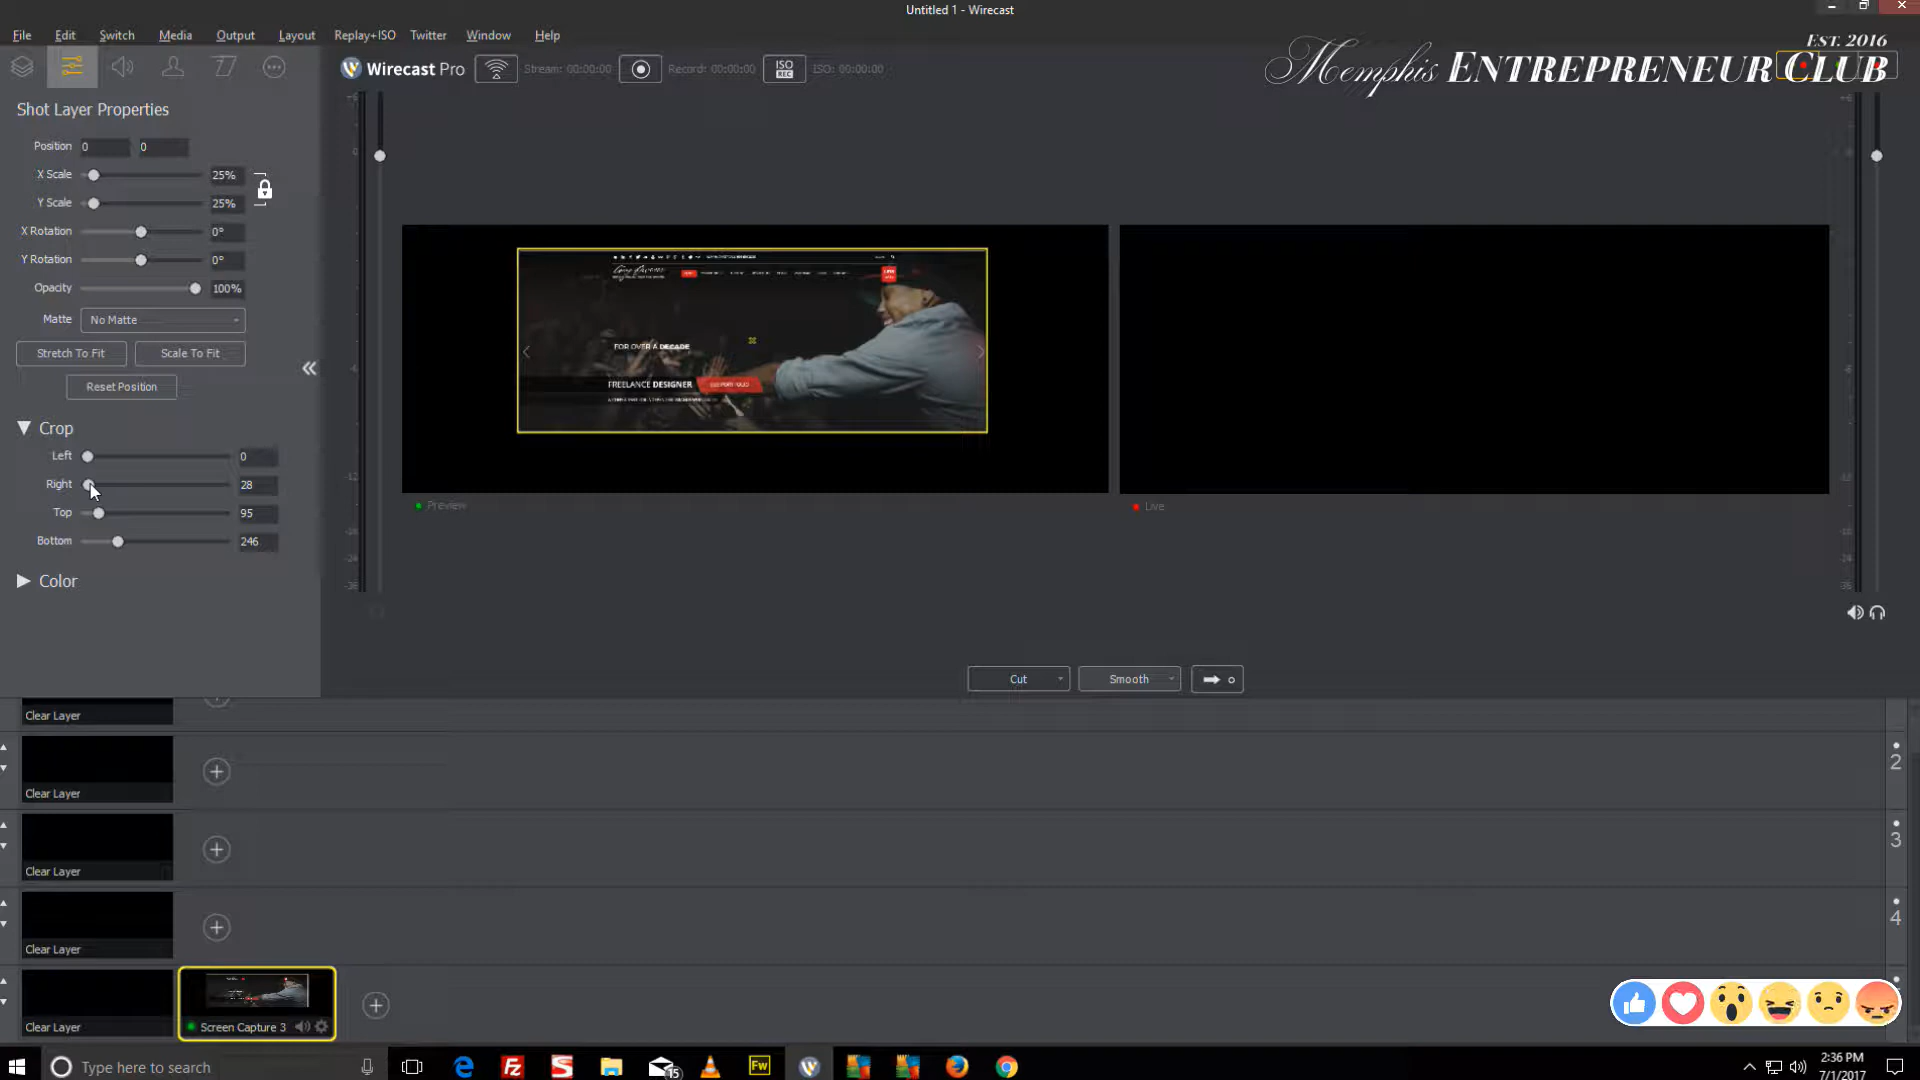 Untitled 1 - Wirecast
File Edit Switch Media Output Layout Replay+ISO Twitter Window Help
EST. 2016
Memphis ENTREPRENEUR CLUB
Wirecast Pro Stream: 00:00:00 Record: 00:00:00 ISO REC ISO: 00:00:00
Shot Layer Properties
Position 0 0
X Scale 25%
Y Scale 25%
X Rotation 0°
Y Rotation 0°
Opacity 100%
Matte No Matte
Stretch To Fit Scale To Fit
Reset Position
Crop
Left 0
Right 28
Top 95
Bottom 246
Color
FOR OVER A DECADE
FREELANCE DESIGNER
Preview
Live
Cut Smooth
Clear Layer
Clear Layer
2
Clear Layer
3
Clear Layer
4
Clear Layer
Screen Capture 3
Type here to search
15
Fw
2:36 PM
7/1/2017